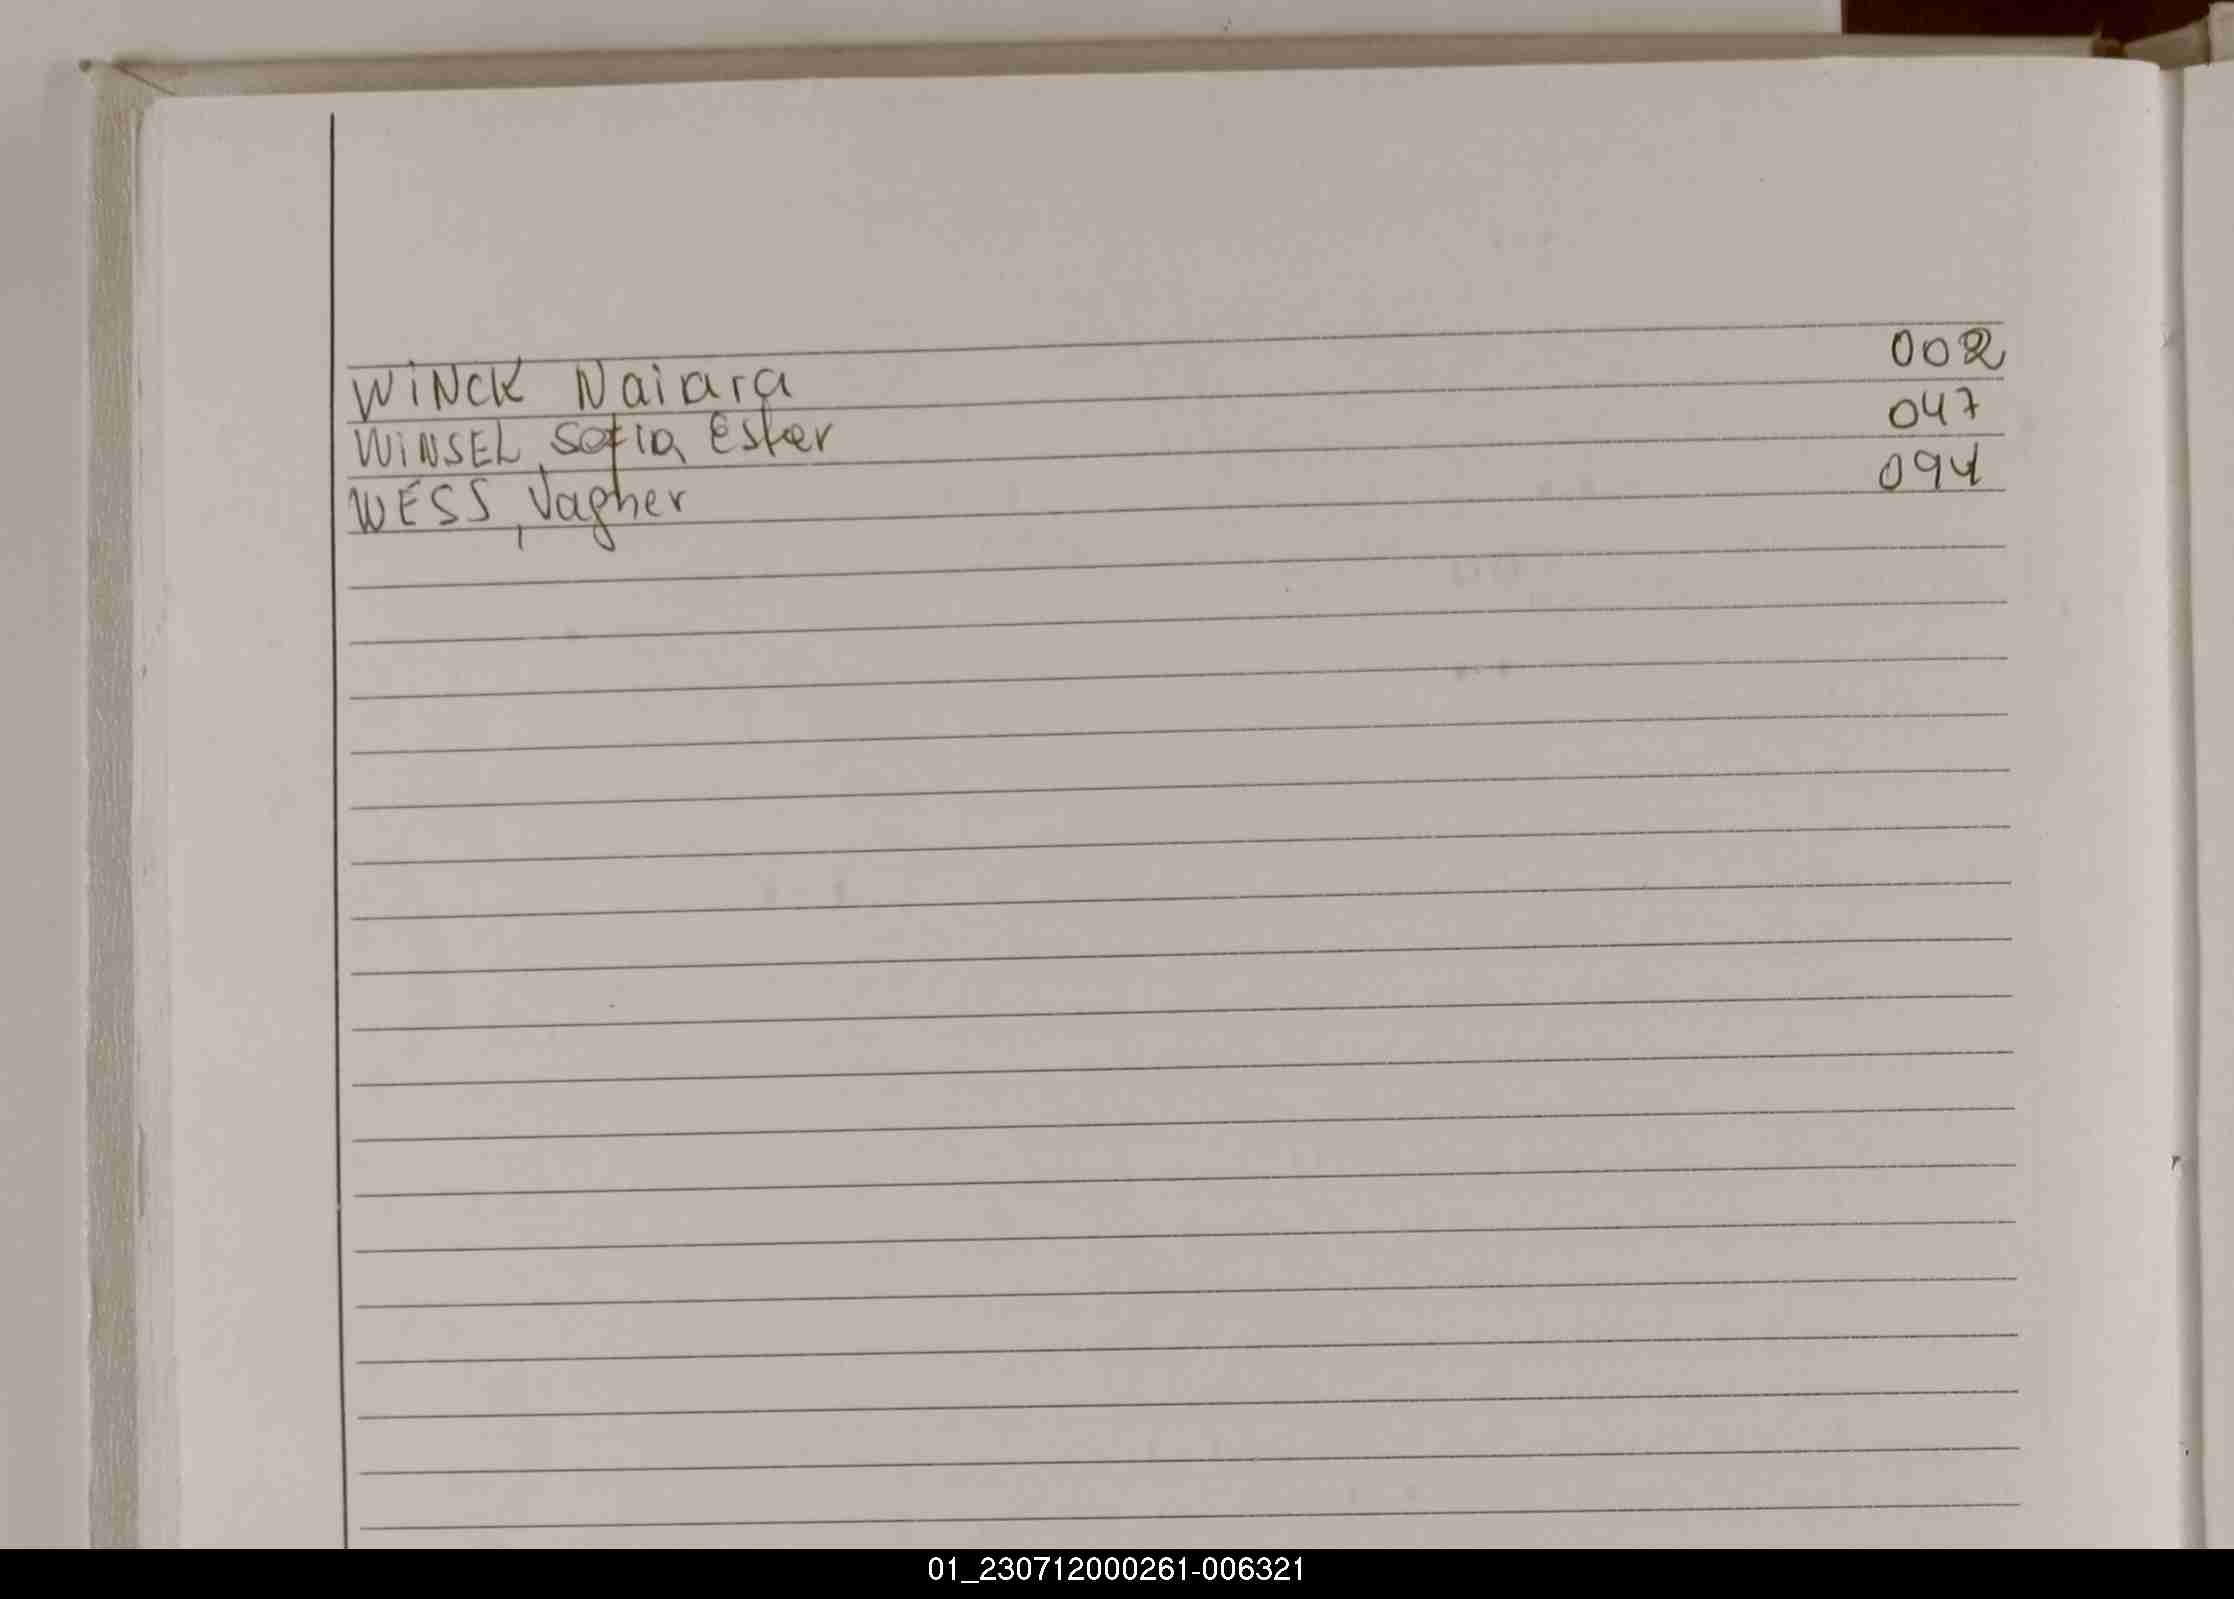 WINCK Naiara 002
WINSEL, Sofia Ester 047
WESS, Vagner 094
01_230712000261-006321